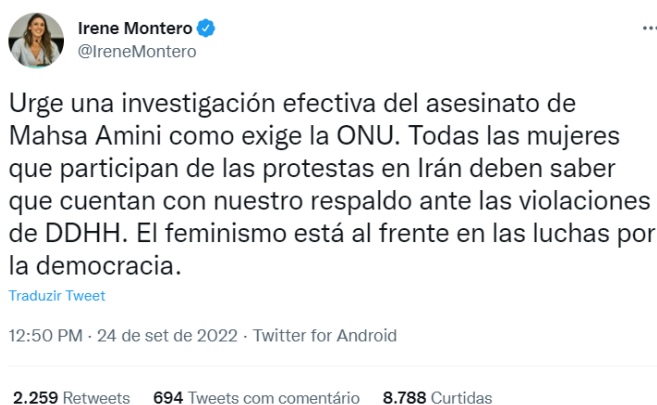 Irene Montero
@IreneMontero
Urge una investigación efectiva del asesinato de
Mahsa Amini como exige la ONU. Todas las mujeres
que participan de las protestas en Irán deben saber
que cuentan con nuestro respaldo ante las violaciones
de DDHH. El feminismo está al frente en las luchas por
la democracia.
Traduzir Tweet
12:50 PM · 24 de set de 2022 · Twitter for Android
2.259 Retweets 694 Tweets com comentário 8.788 Curtidas